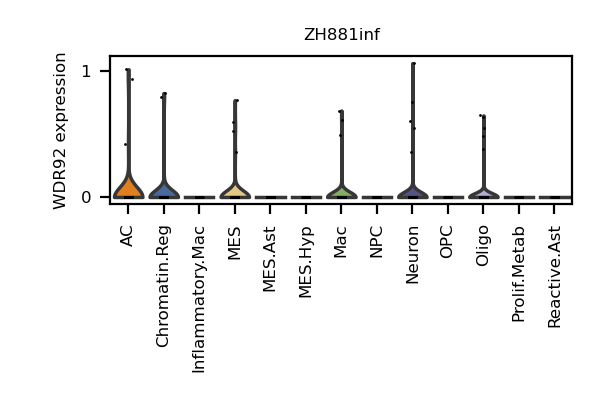 ZH881inf
WDR92 expression
1
0
AC
Chromatin.Reg
Inflammatory.Mac
MES
MES.Ast
MES.Hyp
Mac
NPC
Neuron
OPC
Oligo
Prolif.Metab
Reactive.Ast